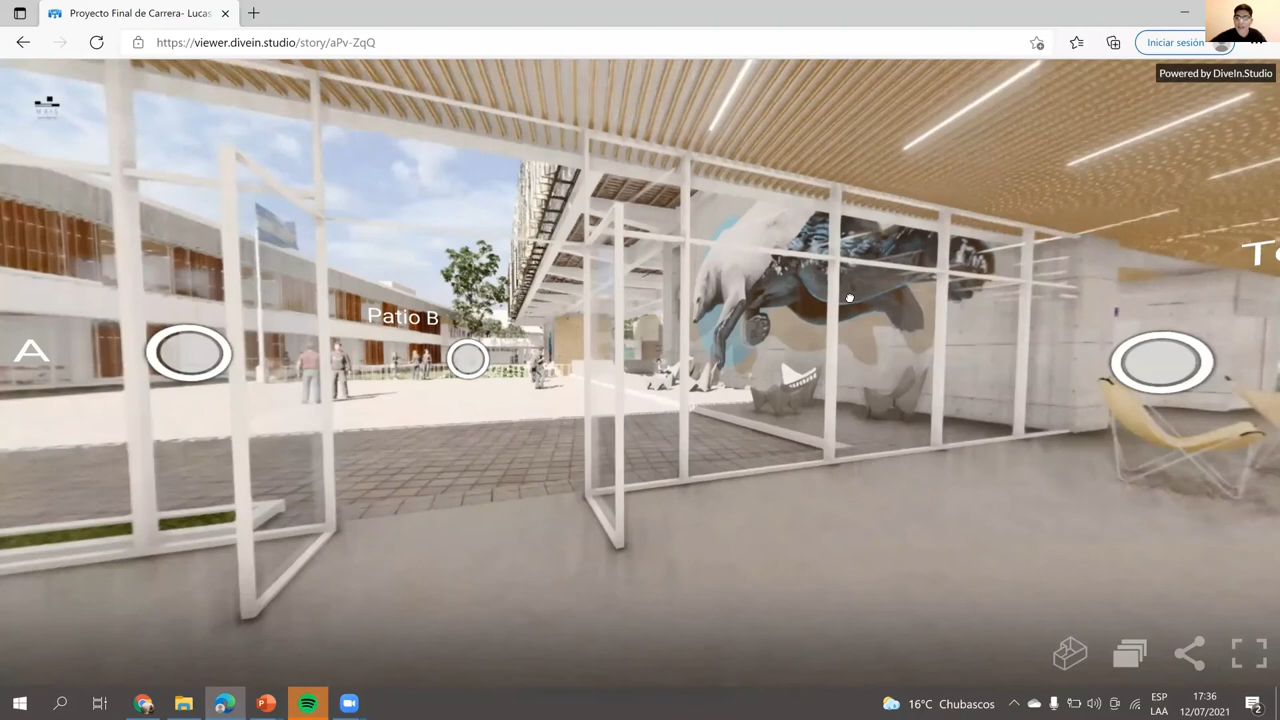 Proyecto Final de Carrera- Lucas
https://viewer.divein.studio/story/aPv-ZqQ
Iniciar sesión
Powered by DiveIn.Studio
Patio B
A
16°C Chubascos
ESP
LAA
17:36
12/07/2021
2